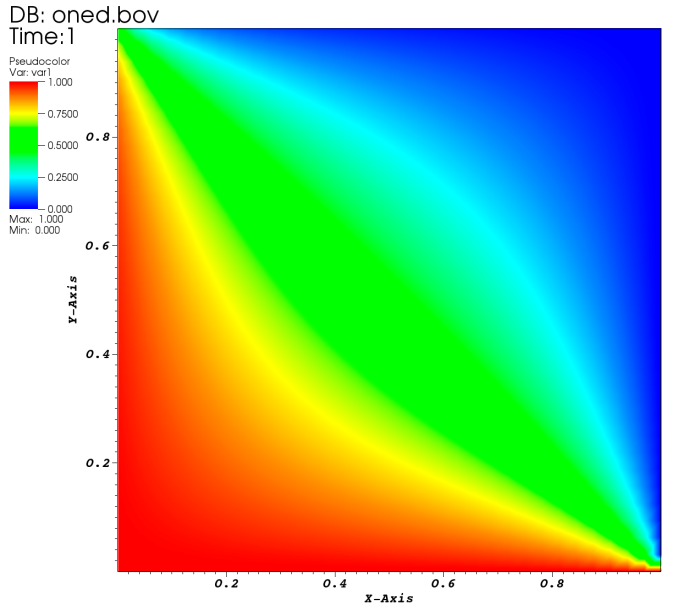 DB: oned.bov
Time:1
Pseudocolor
Var: var1
1.000
0.7500
0.5000
0.2500
0.000
Max: 1.000
Min: 0.000
0.8
0.6
0.4
0.2
Y-Axis
0.2 0.4 0.6 0.8
X-Axis